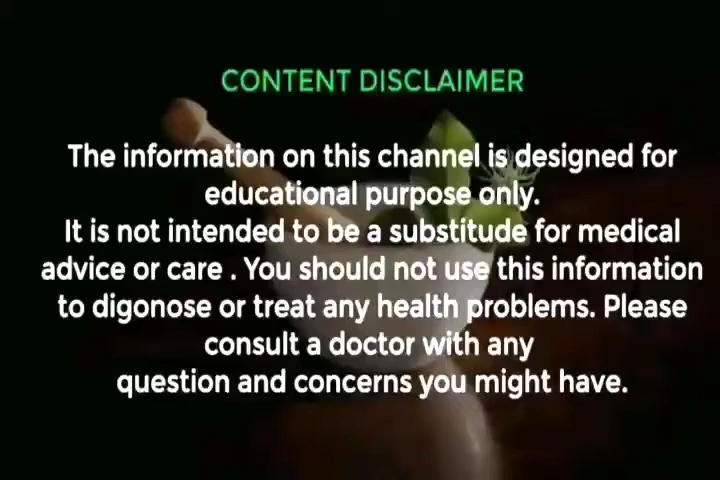 CONTENT DISCLAIMER
The information on this channel is designed for
educational purpose only.
It is not intended to be a substitude for medical
advice or care . You should not use this information
to digonose or treat any health problems. Please
consult a doctor with any
question and concerns you might have.